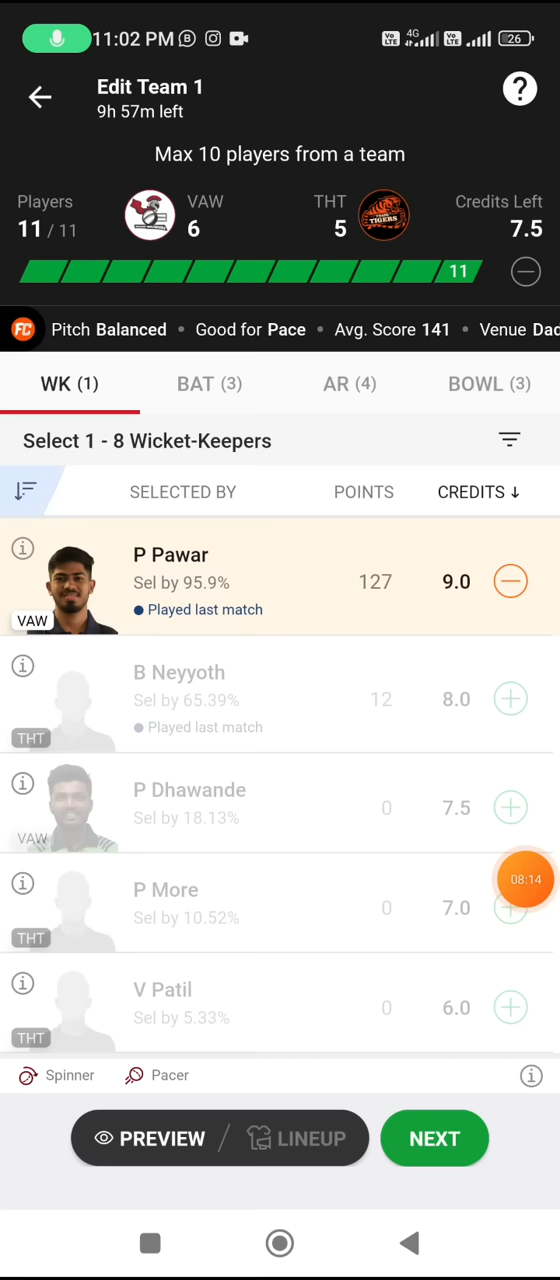 11:02 PM
4G
26
Edit Team 1
9h 57m left
Max 10 players from a team
Players
11 / 11
VAW
6
THT
5
Credits Left
7.5
11
FC Pitch Balanced • Good for Pace • Avg. Score 141 • Venue Dad
WK (1) BAT (3) AR (4) BOWL (3)
Select 1 - 8 Wicket-Keepers
SELECTED BY POINTS CREDITS ↓
P Pawar
Sel by 95.9% 127 9.0
Played last match
VAW
B Neyyoth
Sel by 65.39% 12 8.0
Played last match
THT
P Dhawande
Sel by 18.13% 0 7.5
VAW
P More
Sel by 10.52% 0 7.0
THT
08:14
V Patil
Sel by 5.33% 0 6.0
THT
Spinner Pacer
PREVIEW / LINEUP NEXT